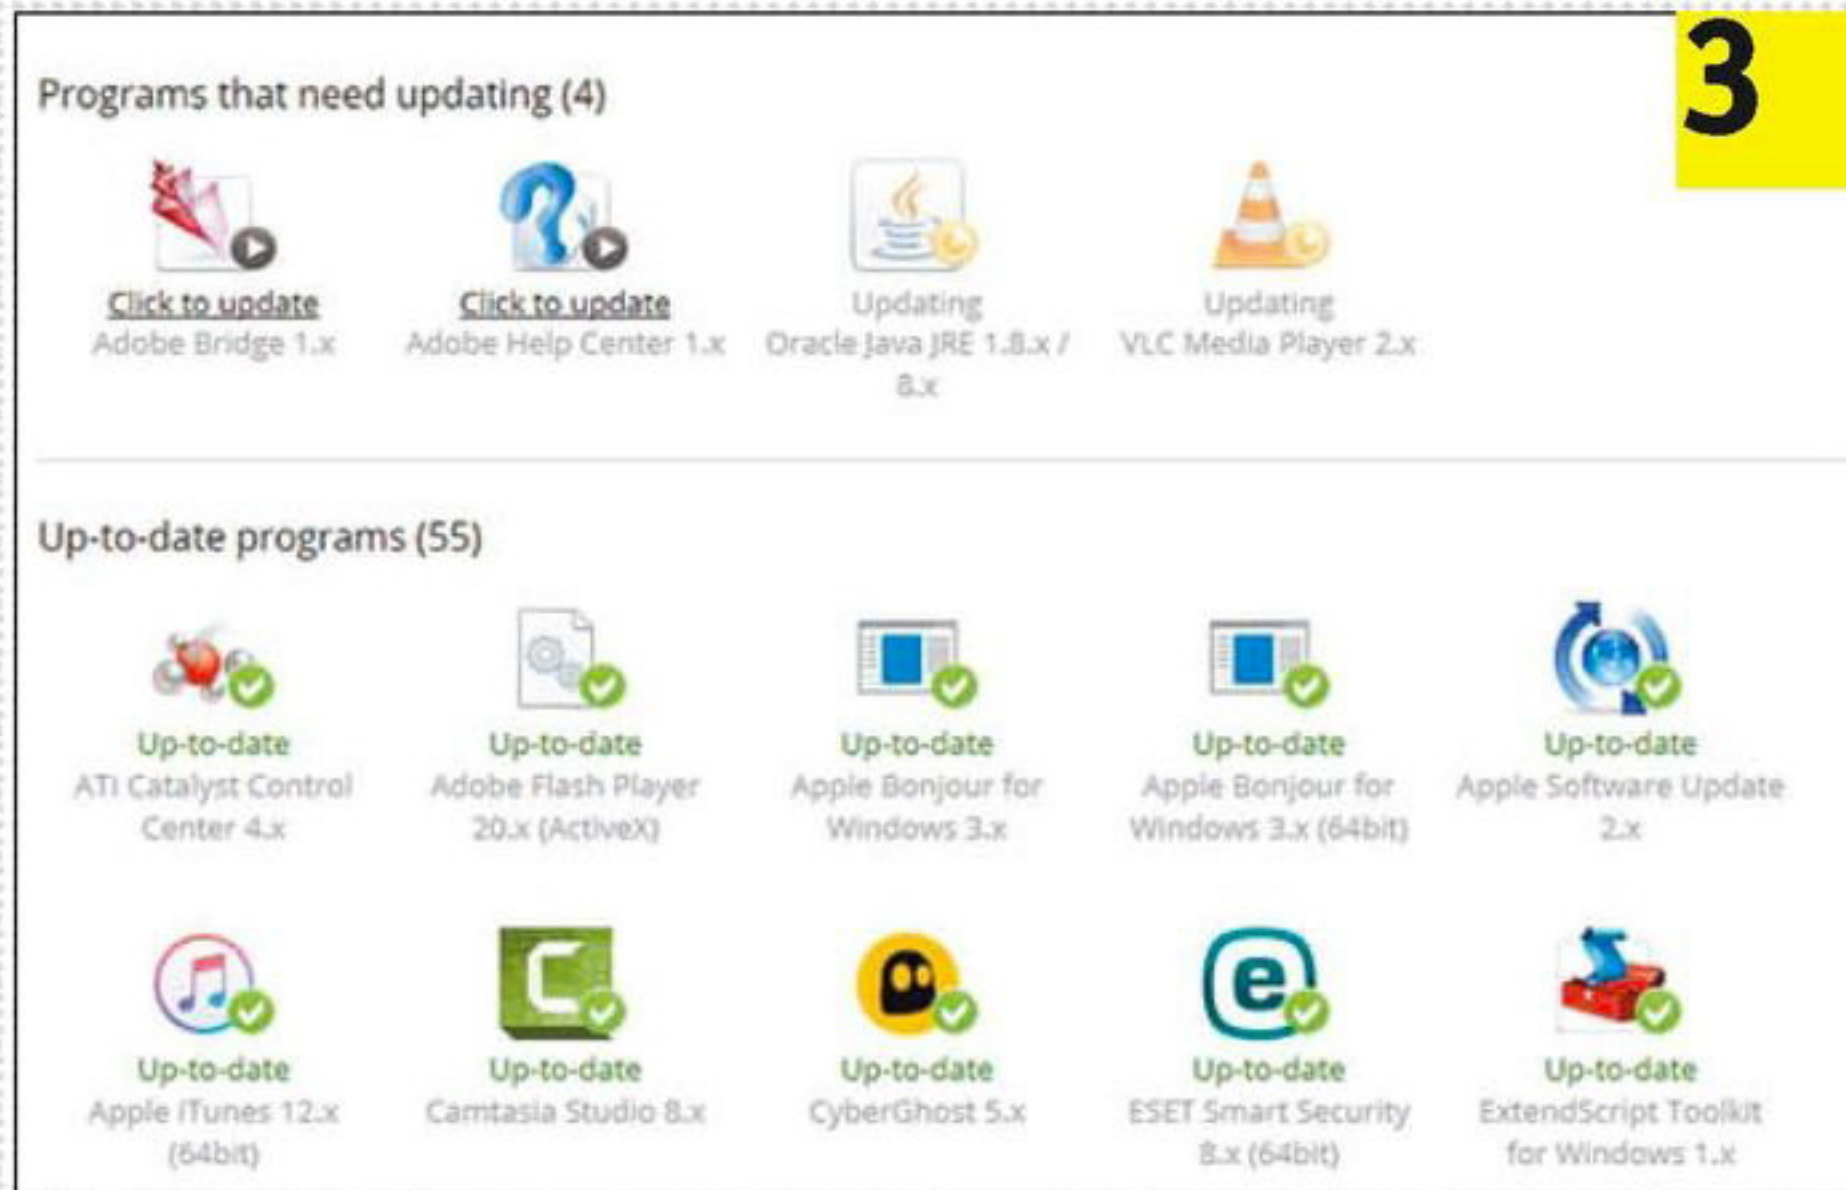 3
Programs that need updating (4)
Click to update
Adobe Bridge 1.x
Click to update
Adobe Help Center 1.x
Updating
Oracle Java JRE 1.8.x /
8.x
Updating
VLC Media Player 2.x
Up-to-date programs (55)
Up-to-date
ATI Catalyst Control
Center 4.x
Up-to-date
Adobe Flash Player
20.x (ActiveX)
Up-to-date
Apple Bonjour for
Windows 3.x
Up-to-date
Apple Bonjour for
Windows 3.x (64bit)
Up-to-date
Apple Software Update
2.x
Up-to-date
Apple iTunes 12.x
(64bit)
Up-to-date
Camtasia Studio 8.x
Up-to-date
CyberGhost 5.x
Up-to-date
ESET Smart Security
8.x (64bit)
Up-to-date
ExtendScript Toolkit
for Windows 1.x